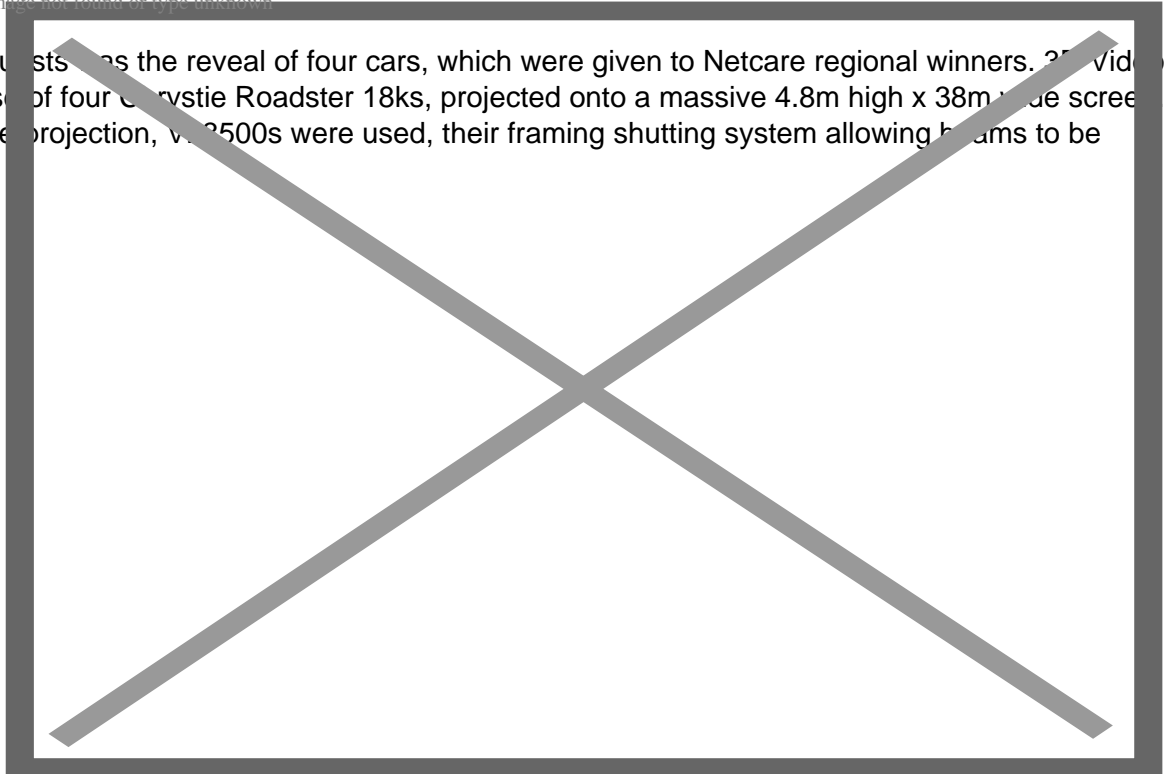 image not found or type unknown
was the reveal of four cars, which were given to Netcare regional winners. Video
of four Roadster 18ks, projected onto a massive 4.8m high x 38m
projection, were used, their framing shutting system allowing to be